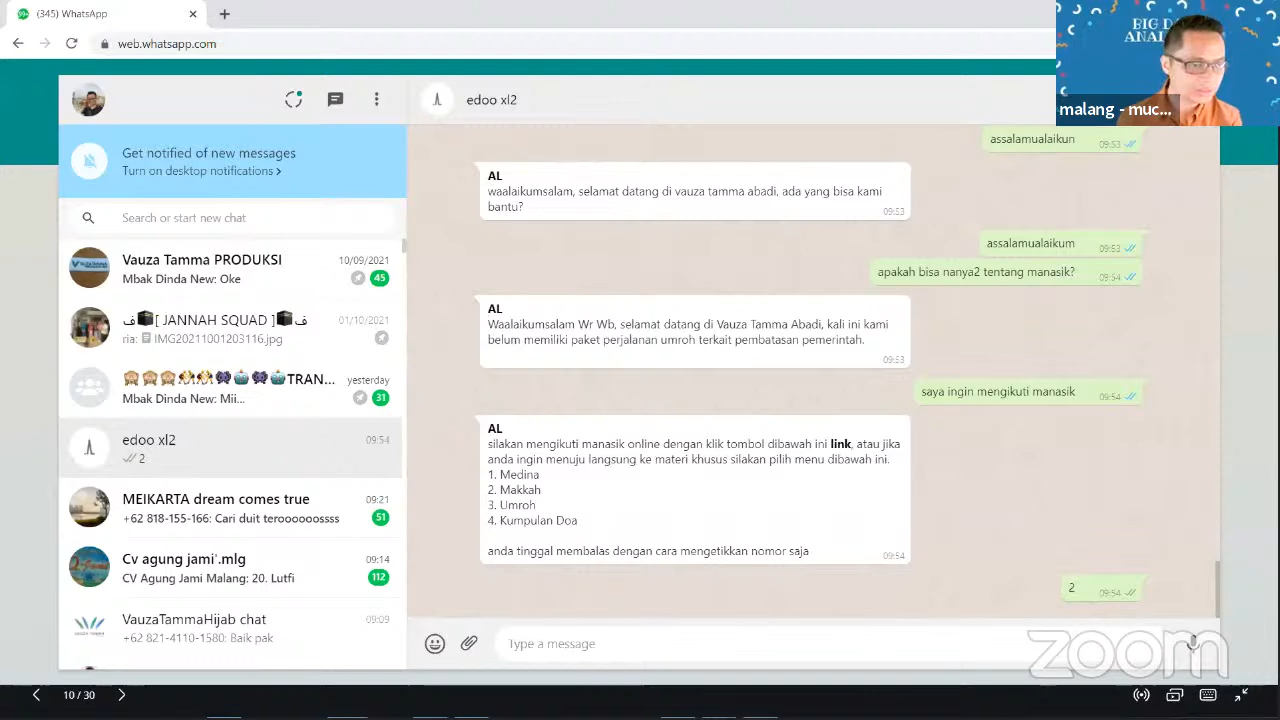 (345) WhatsApp
web.whatsapp.com
malang - muc...
edoo xl2
Get notified of new messages
Turn on desktop notifications >
Search or start new chat
Vauza Tamma PRODUKSI 10/09/2021
Mbak Dinda New: Oke 45
ف🕋[ JANNAH SQUAD ]🕋ف 01/10/2021
ria: IMG20211001203116.jpg
TRAN... yesterday
Mbak Dinda New: Mii... 31
edoo xl2 09:54
2
MEIKARTA dream comes true 09:21
+62 818-155-166: Cari duit teroooooossss 51
Cv agung jami'.mlg 09:14
CV Agung Jami Malang: 20. Lutfi 112
VauzaTammaHijab chat 09:09
+62 821-4110-1580: Baik pak
assalamualaikun 09:53
AL
waalaikumsalam, selamat datang di vauza tamma abadi, ada yang bisa kami
bantu? 09:53
assalamualaikum 09:53
apakah bisa nanya2 tentang manasik? 09:54
AL
Waalaikumsalam Wr Wb, selamat datang di Vauza Tamma Abadi, kali ini kami
belum memiliki paket perjalanan umroh terkait pembatasan pemerintah.
09:53
saya ingin mengikuti manasik 09:54
AL
silakan mengikuti manasik online dengan klik tombol dibawah ini link, atau jika
anda ingin menuju langsung ke materi khusus silakan pilih menu dibawah ini.
1. Medina
2. Makkah
3. Umroh
4. Kumpulan Doa
anda tinggal membalas dengan cara mengetikkan nomor saja 09:54
2 09:54
Type a message
zoom
10 / 30